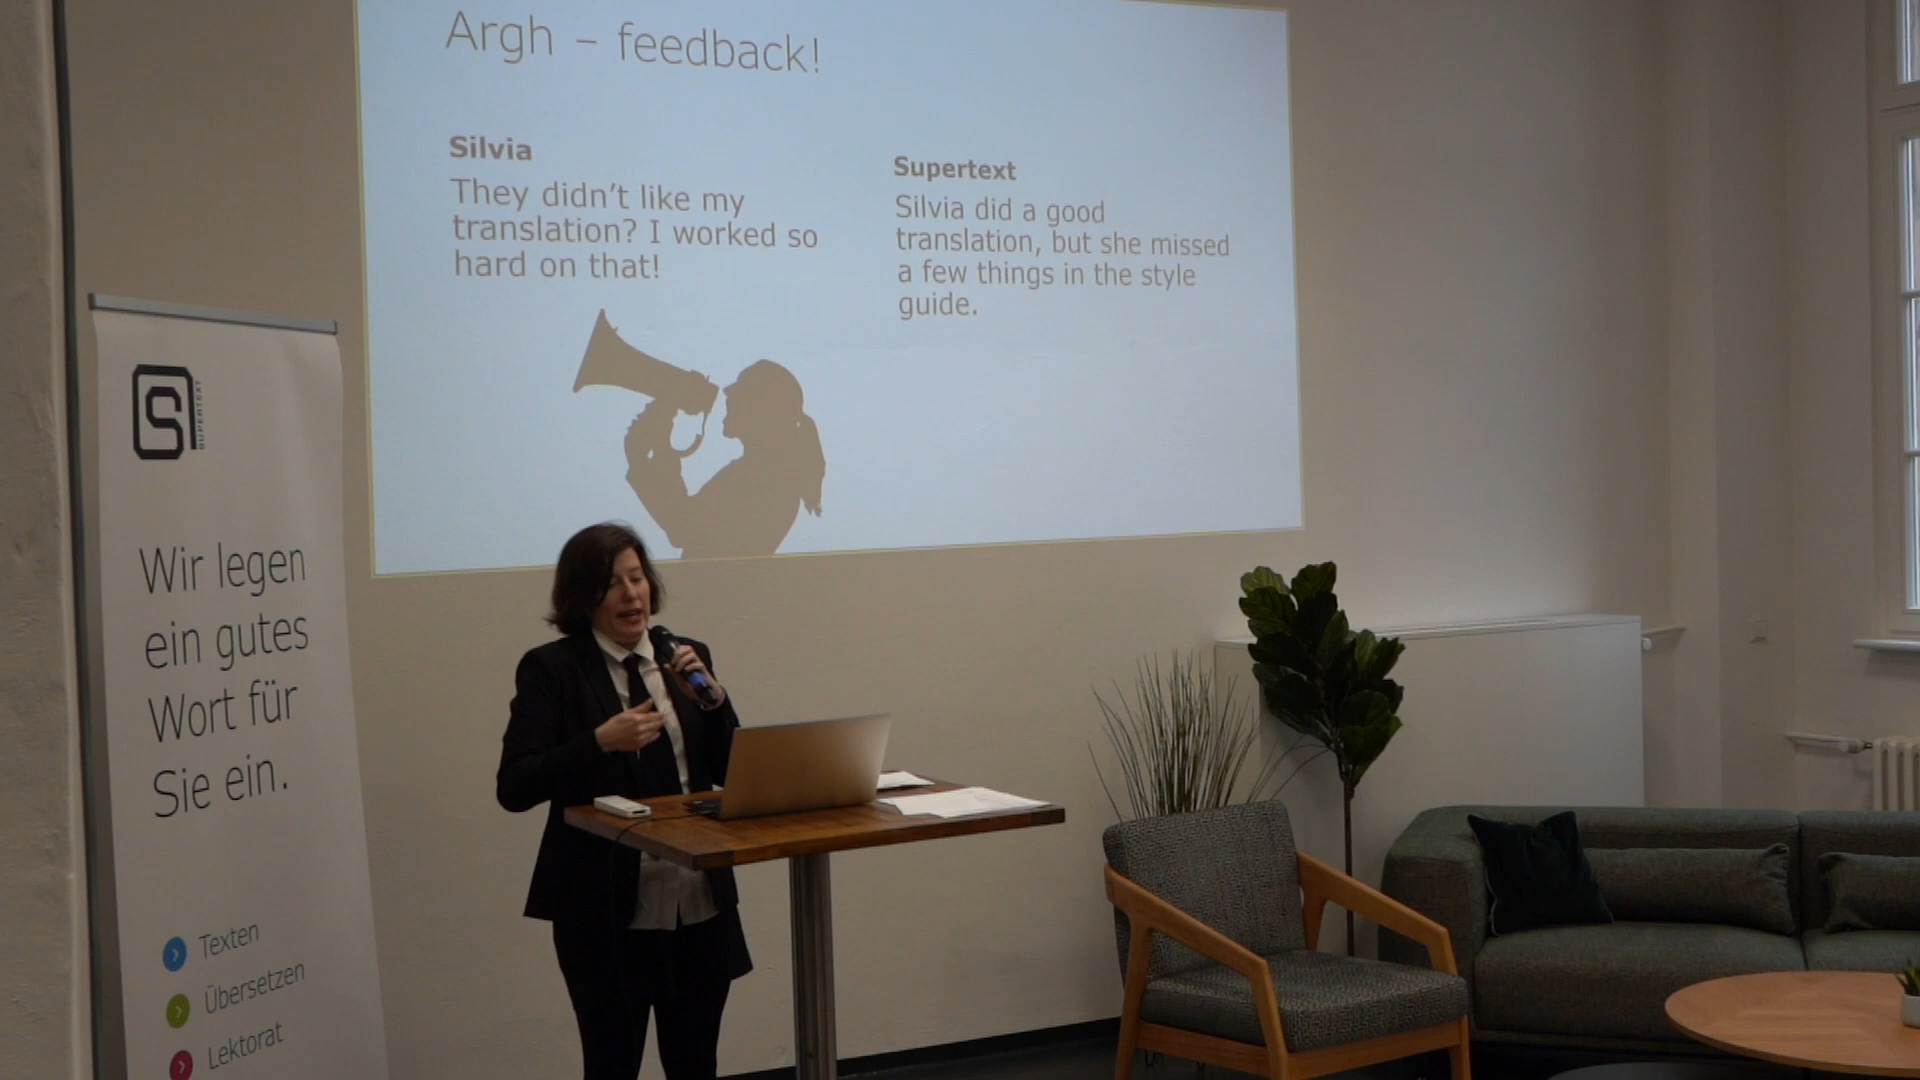 Argh – feedback!
Silvia
They didn't like my
translation? I worked so
hard on that!
Supertext
Silvia did a good
translation, but she missed
a few things in the style
guide.
S
SUPERTEXT
Wir legen
ein gutes
Wort für
Sie ein.
Texten
Übersetzen
Lektorat